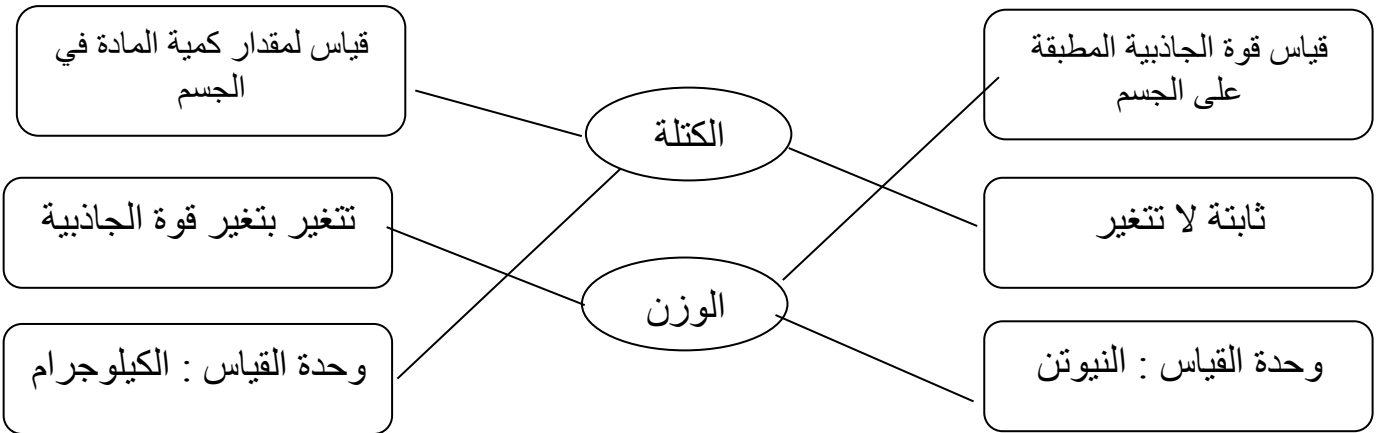 قياس قوة الجاذبية المطبقة
على الجسم
قياس لمقدار كمية المادة في
الجسم
الكتلة
ثابتة لا تتغير
تتغير بتغير قوة الجاذبية
الوزن
وحدة القياس : النيوتن
وحدة القياس : الكيلوجرام